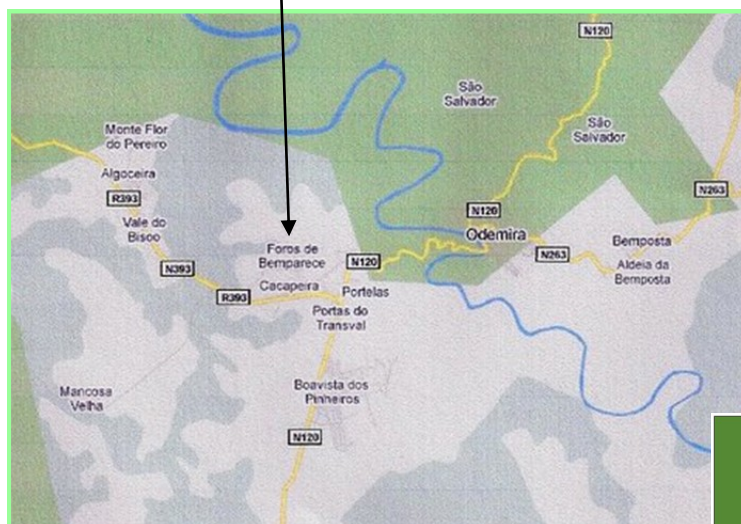 N120
São
Salvador
São
Salvador
Monte Flor
do Pereiro
Algoceira
R393
N263
N120
Vale do
Bisoo
Odemira
Foros de
Bemparece
N120
N263
Bemposta
N393
Aldeia da
Bemposta
Cacapeira
R393
Portelas
Portas do
Transval
Mancosa
Velha
Boavista dos
Pinheiros
N120